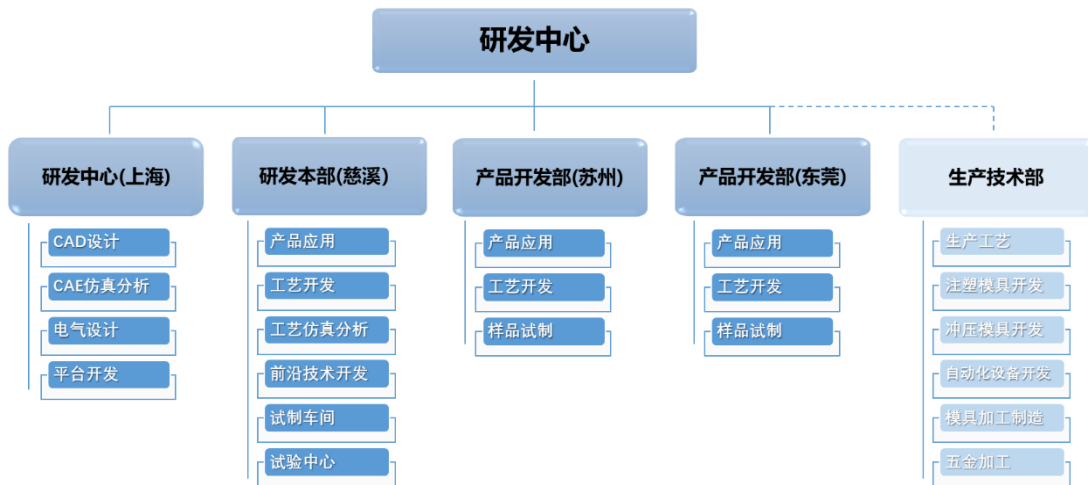 研发中心
研发中心(上海)
CAD设计
CAE仿真分析
电气设计
平台开发
研发本部(慈溪）
产品应用
工艺开发
工艺仿真分析
前沿技术开发
试制车间
试验中心
产品开发部(苏州)
产品应用
工艺开发
样品试制
产品开发部(东莞)
产品应用
工艺开发
样品试制
生产技术部
生产工艺
注塑模具开发
冲压模具开发
自动化设备开发
模具加工制造
五金加工